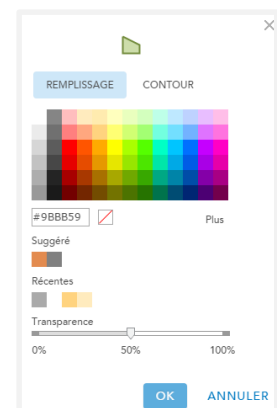 REMPLISSAGE CONTOUR
#9BBB59 Plus
Suggéré
Récentes
Transparence
0% 50% 100%
OK ANNULER